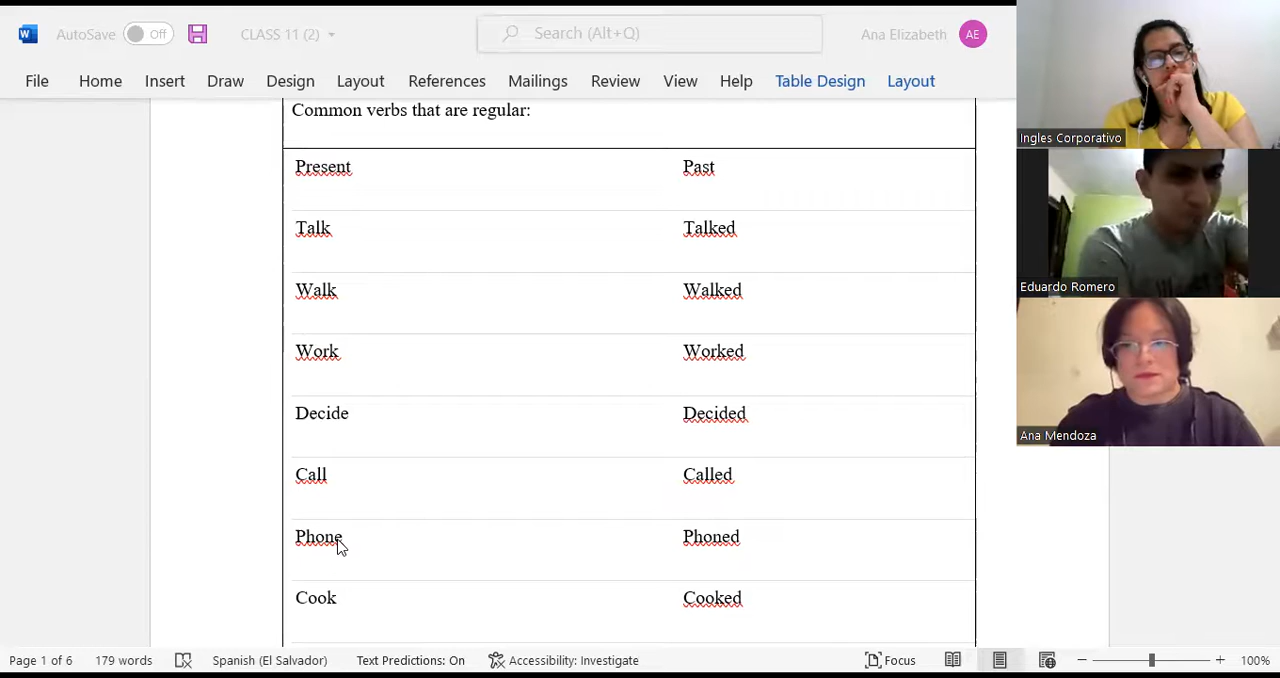 AutoSave Off CLASS 11 (2) Search (Alt+Q) Ana Elizabeth AE
File Home Insert Draw Design Layout References Mailings Review View Help Table Design Layout
Common verbs that are regular:
Present Past
Talk Talked
Walk Walked
Work Worked
Decide Decided
Call Called
Phone Phoned
Cook Cooked
Page 1 of 6 179 words Spanish (El Salvador) Text Predictions: On Accessibility: Investigate Focus 100%
Ingles Corporativo
Eduardo Romero
Ana Mendoza